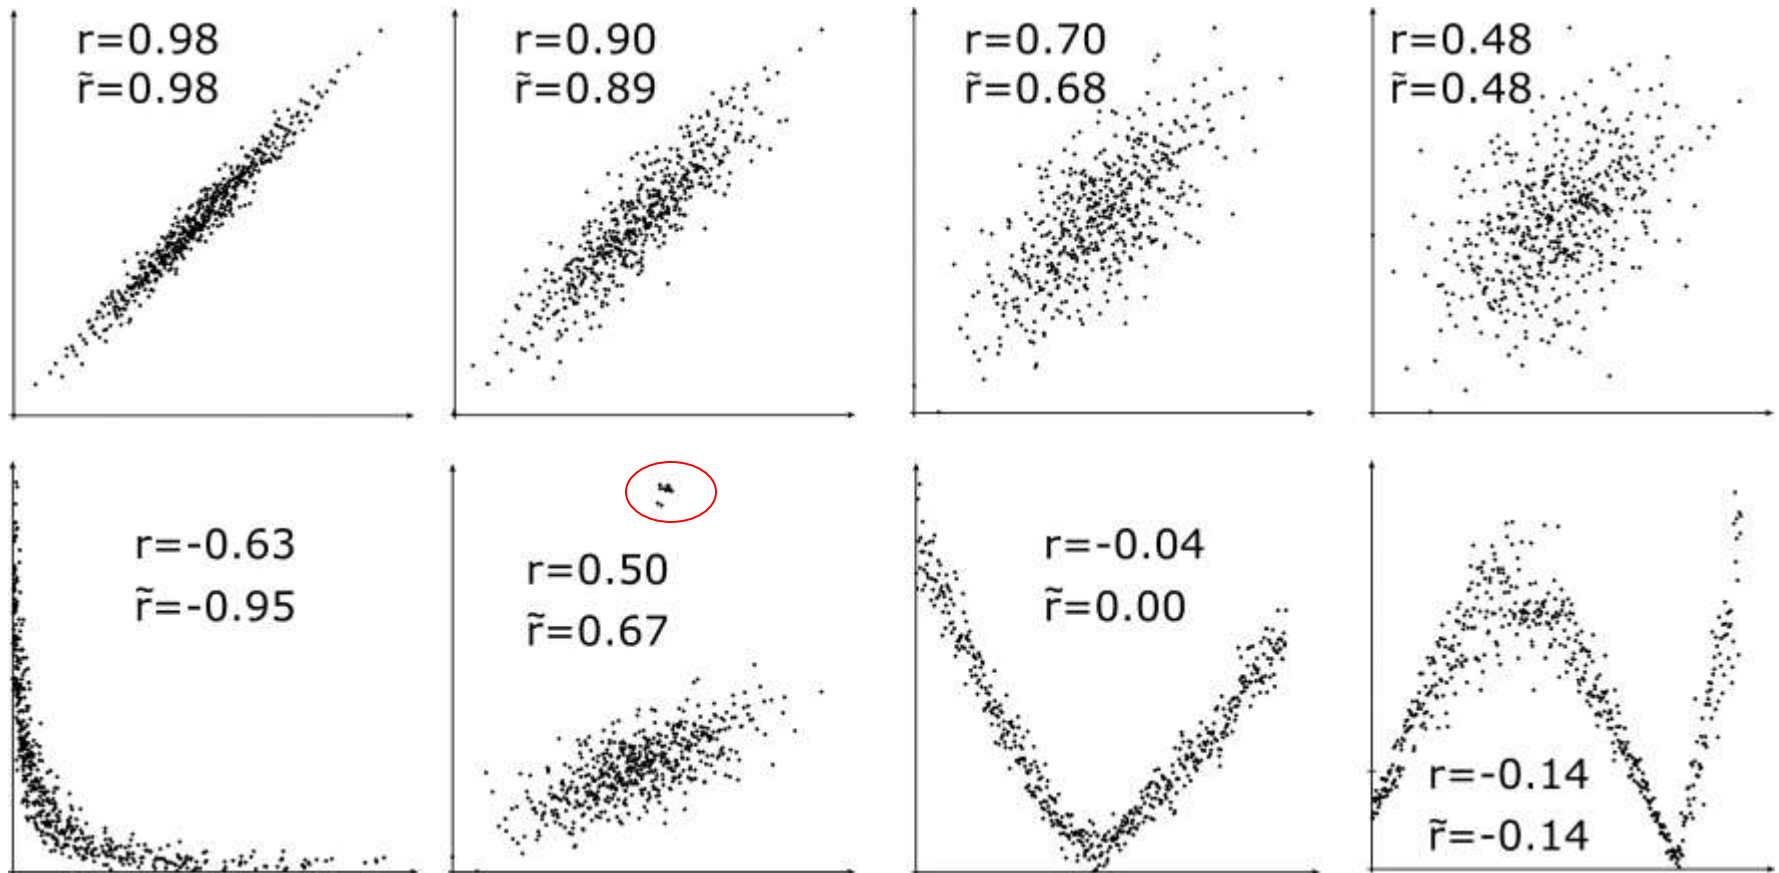 r=0.98
r̃=0.98
r=0.90
r̃=0.89
r=0.70
r̃=0.68
r=0.48
r̃=0.48
r=-0.63
r̃=-0.95
r=0.50
r̃=0.67
r=-0.04
r̃=0.00
r=-0.14
r̃=-0.14